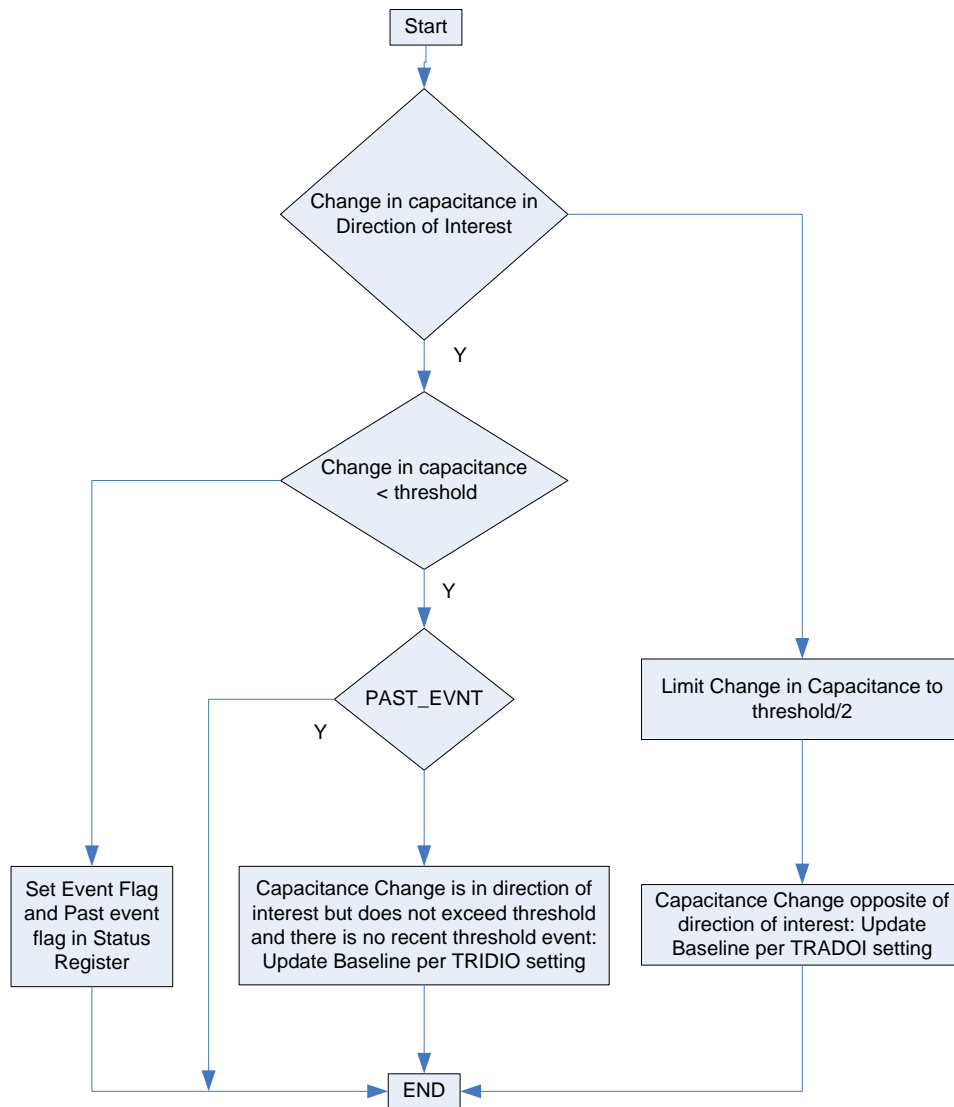 Start
Change in capacitance in
Direction of Interest
Y
Change in capacitance
< threshold
Y
PAST_EVNT
Y
Limit Change in Capacitance to
threshold/2
Set Event Flag
and Past event
flag in Status
Register
Capacitance Change is in direction of
interest but does not exceed threshold
and there is no recent threshold event:
Update Baseline per TRIDIO setting
Capacitance Change opposite of
direction of interest: Update
Baseline per TRADOI setting
END